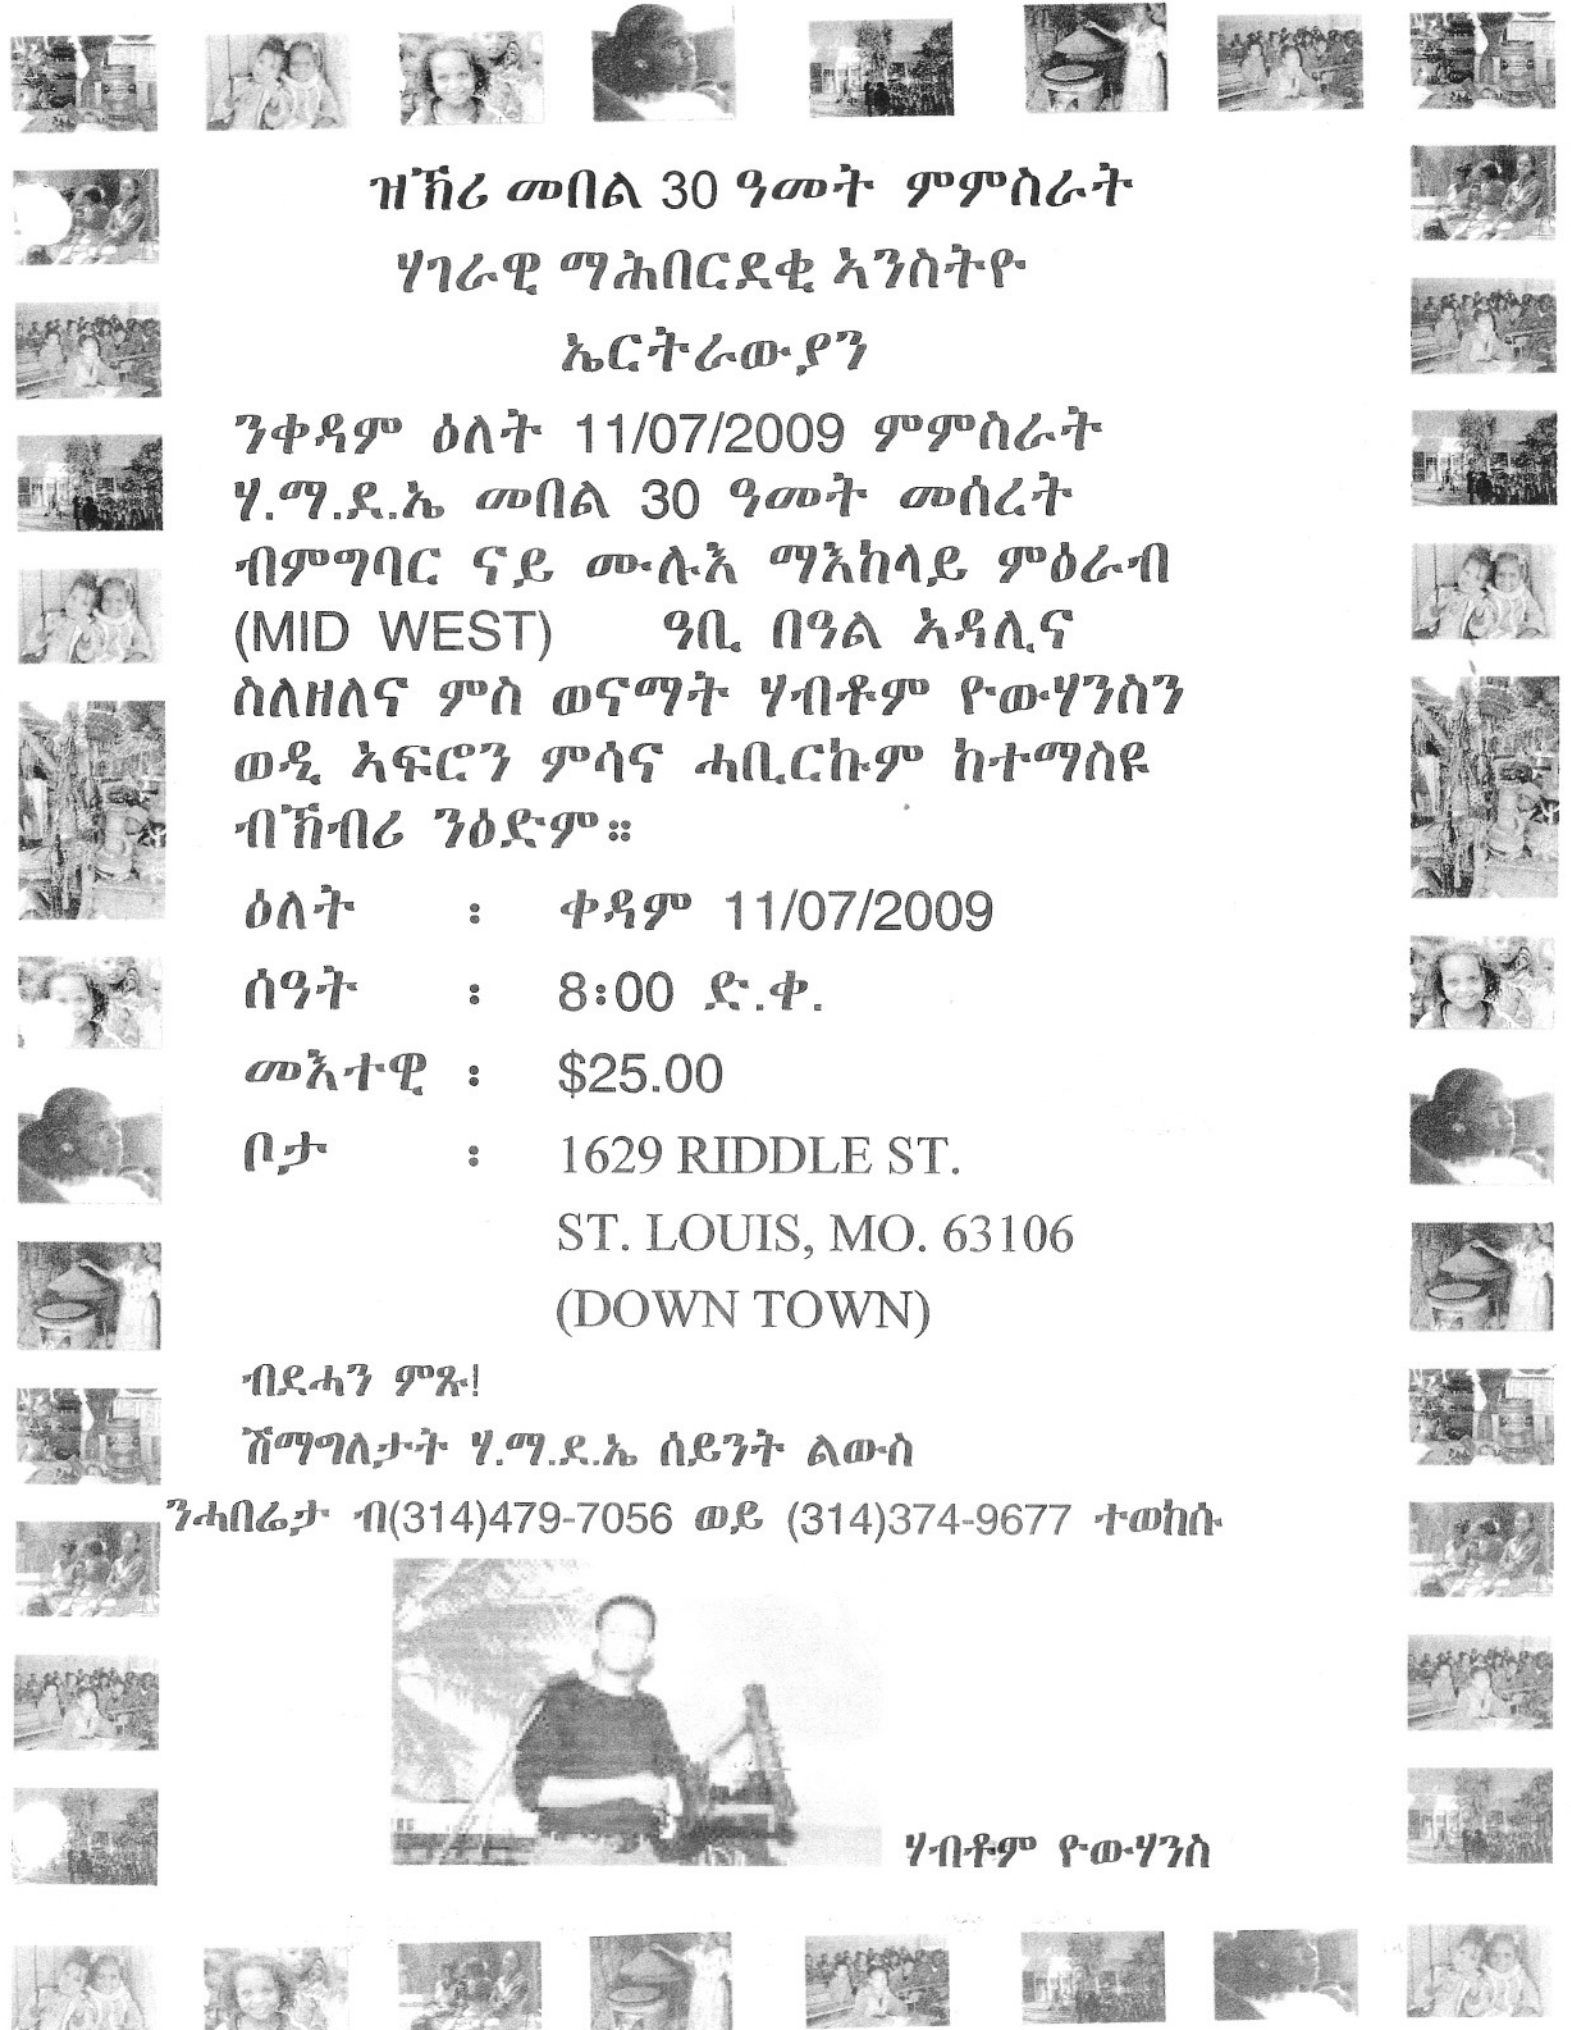 ዝኽሪ መበል 30 ዓመት ምምስራት
ሃገራዊ ማሕበርደቂ ኣንስትዮ
ኤርትራውያን
ንቀዳም ዕለት 11/07/2009 ምምስራት
ሃ.ማ.ደ.ኤ መበል 30 ዓመት መሰረት
ብምግባር ናይ ሙሉእ ማእከላይ ምዕራብ
(MID WEST) ዓቢ በዓል ኣዳሊና
ስለዘለና ምስ ወናማት ሃብቶም ዮውሃንስን
ወዲ ኣፍሮን ምሳና ሓቢርኩም ከተማስዩ
ብኽብሪ ንዕድም።
ዕለት : ቀዳም 11/07/2009
ሰዓት : 8:00 ድ.ቀ.
መእተዊ : $25.00
ቦታ : 1629 RIDDLE ST.
ST. LOUIS, MO. 63106
(DOWN TOWN)
ብደሓን ምጹ!
ሽማግለታት ሃ.ማ.ደ.ኤ ሰይንት ልውስ
ንሓበሬታ ብ(314)479-7056 ወይ (314)374-9677 ተወከሱ
ሃብቶም ዮውሃንስ